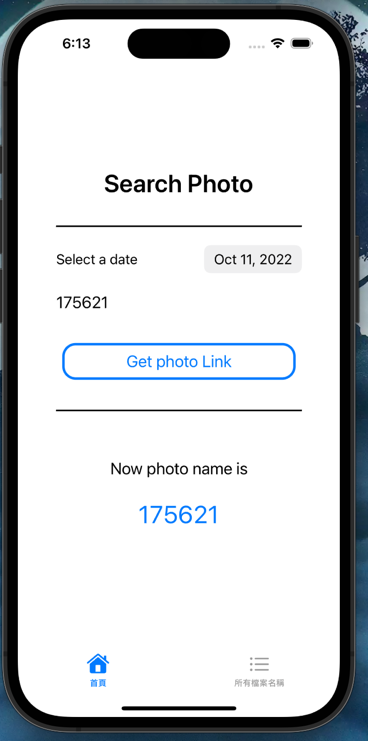 6:13
Search Photo
Select a date
Oct 11, 2022
175621
Get photo Link
Now photo name is
175621
首頁
所有檔案名稱